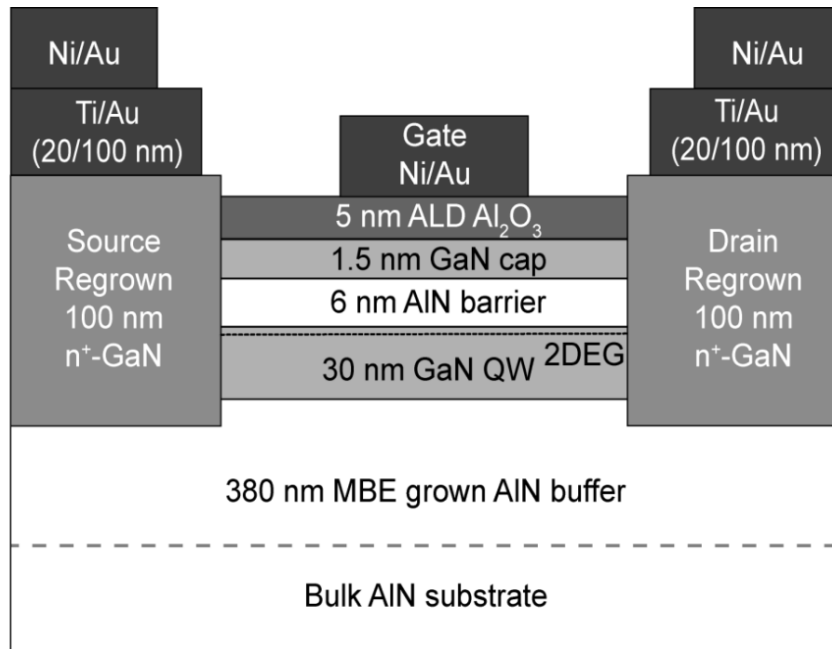 Ni/Au
Ni/Au
Ti/Au
(20/100 nm)
Ti/Au
(20/100 nm)
Gate
Ni/Au
5 nm ALD Al₂O₃
Source
Regrown
100 nm
n⁺-GaN
1.5 nm GaN cap
6 nm AlN barrier
2DEG
30 nm GaN QW
Drain
Regrown
100 nm
n⁺-GaN
380 nm MBE grown AlN buffer
Bulk AlN substrate